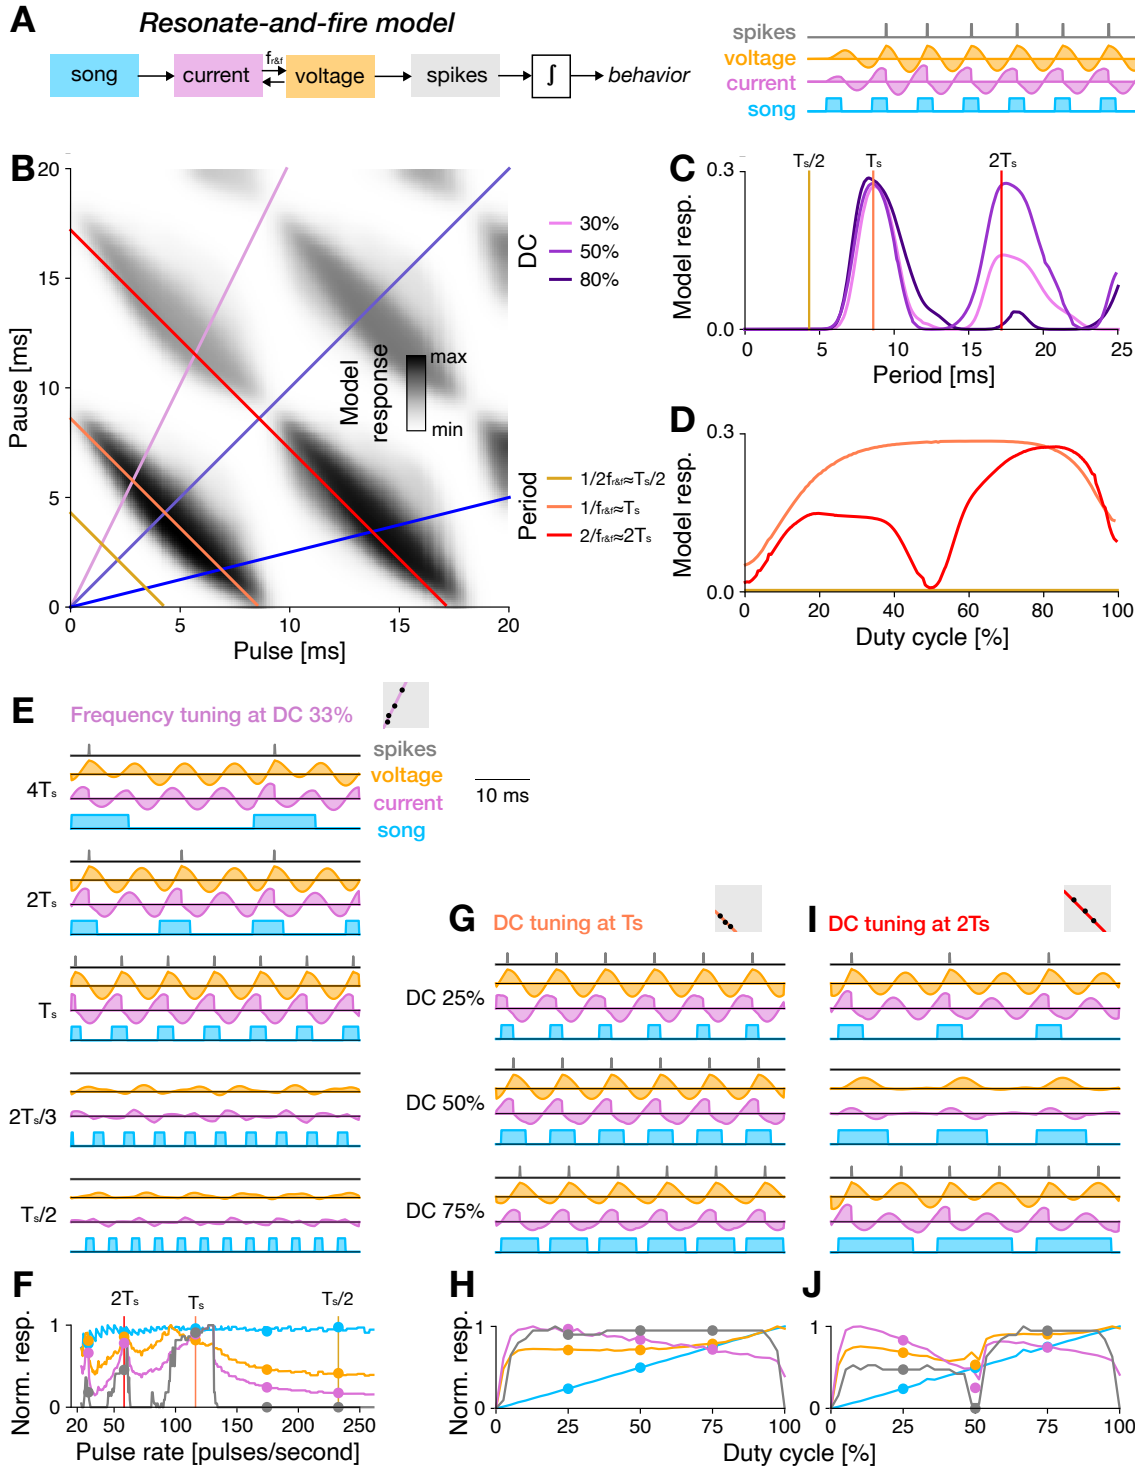 A
Resonate-and-fire model
song
current
fr&f
voltage
spikes
∫
behavior
spikes
voltage
current
song
B
20
15
10
5
0
Pause [ms]
0
5
10
15
20
Pulse [ms]
Model response
max
min
DC
30%
50%
80%
Period
1/2fr&f≈Ts/2
1/fr&f≈Ts
2/fr&f≈2Ts
C
Ts/2
Ts
2Ts
0.3
0.0
Model resp.
0
5
10
15
20
25
Period [ms]
D
0.3
0.0
Model resp.
0
20
40
60
80
100
Duty cycle [%]
E
Frequency tuning at DC 33%
spikes
voltage
current
song
10 ms
4Ts
2Ts
Ts
2Ts/3
Ts/2
F
2Ts
Ts
Ts/2
1
0
Norm. resp.
20
50
100
150
200
250
Pulse rate [pulses/second]
G
DC tuning at Ts
DC 25%
DC 50%
DC 75%
I
DC tuning at 2Ts
H
1
0
Norm. resp.
0
25
50
75
100
J
1
0
0
25
50
75
100
Duty cycle [%]